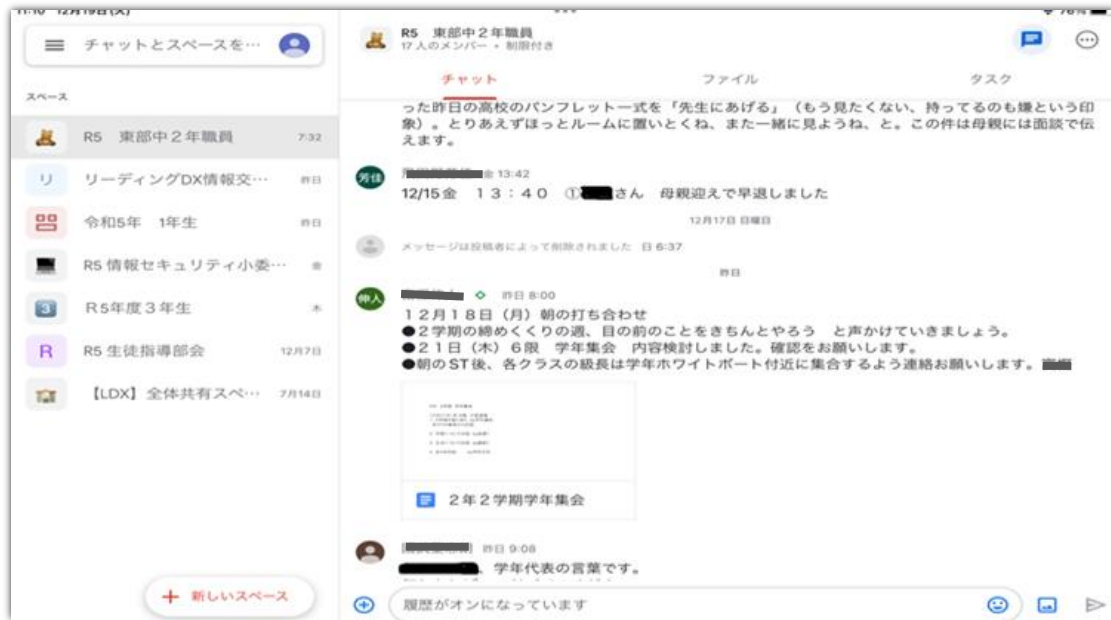 11:10 12月19日(火)
76%
チャットとスペースを…
スペース
R5 東部中2年職員 7:32
リ リーディングDX情報交… 昨日
令和5年 1年生 昨日
R5 情報セキュリティ小委… 金
3 R5年度3年生 木
R R5 生徒指導部会 12月7日
【LDX】全体共有スペ… 7月14日
+ 新しいスペース
R5 東部中2年職員
17 人のメンバー • 制限付き
チャット ファイル タスク
った昨日の高校のパンフレット一式を「先生にあげる」(もう見たくない、持ってるのも嫌という印
象)。とりあえずほっとルームに置いとくね、また一緒に見ようね、と。この件は母親には面談で伝
えます。
芳佳 金 13:42
12/15金 13:40 ① さん 母親迎えで早退しました
12月17日 日曜日
メッセージは投稿者によって削除されました 日 6:37
昨日
伸人 昨日 8:00
12月18日(月)朝の打ち合わせ
●2学期の締めくくりの週、目の前のことをきちんとやろう と声かけていきましょう。
●21日(木)6限 学年集会 内容検討しました。確認をお願いします。
●朝のST後、各クラスの級長は学年ホワイトボード付近に集合するよう連絡お願いします。
2年2学期学年集会
昨日 9:08
、学年代表の言葉です。
履歴がオンになっています